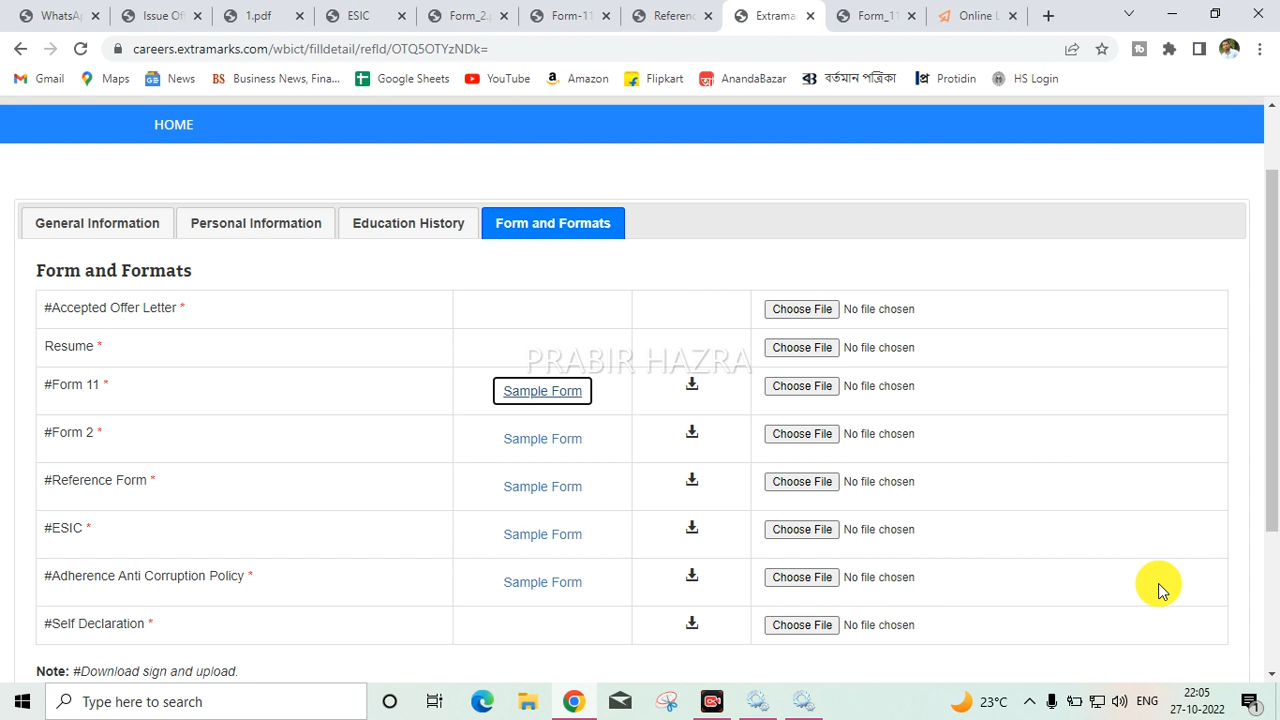 WhatsA
Issue Of
1.pdf
ESIC
Form_2.p
Form-11
Referenc
Extrama
Form_11
Online L
careers.extramarks.com/wbict/filldetail/refId/OTQ5OTYzNDk=
Gmail
Maps
News
BS Business News, Fina...
Google Sheets
YouTube
Amazon
Flipkart
AnandaBazar
বর্তমান পত্রিকা
Protidin
HS Login
HOME
General Information
Personal Information
Education History
Form and Formats
Form and Formats
#Accepted Offer Letter * Choose File No file chosen
Resume * Choose File No file chosen
PRABIR HAZRA
#Form 11 * Sample Form Choose File No file chosen
#Form 2 * Sample Form Choose File No file chosen
#Reference Form * Sample Form Choose File No file chosen
#ESIC * Sample Form Choose File No file chosen
#Adherence Anti Corruption Policy * Sample Form Choose File No file chosen
#Self Declaration * Choose File No file chosen
Note: #Download sign and upload.
Type here to search
23°C
ENG
22:05
27-10-2022
1